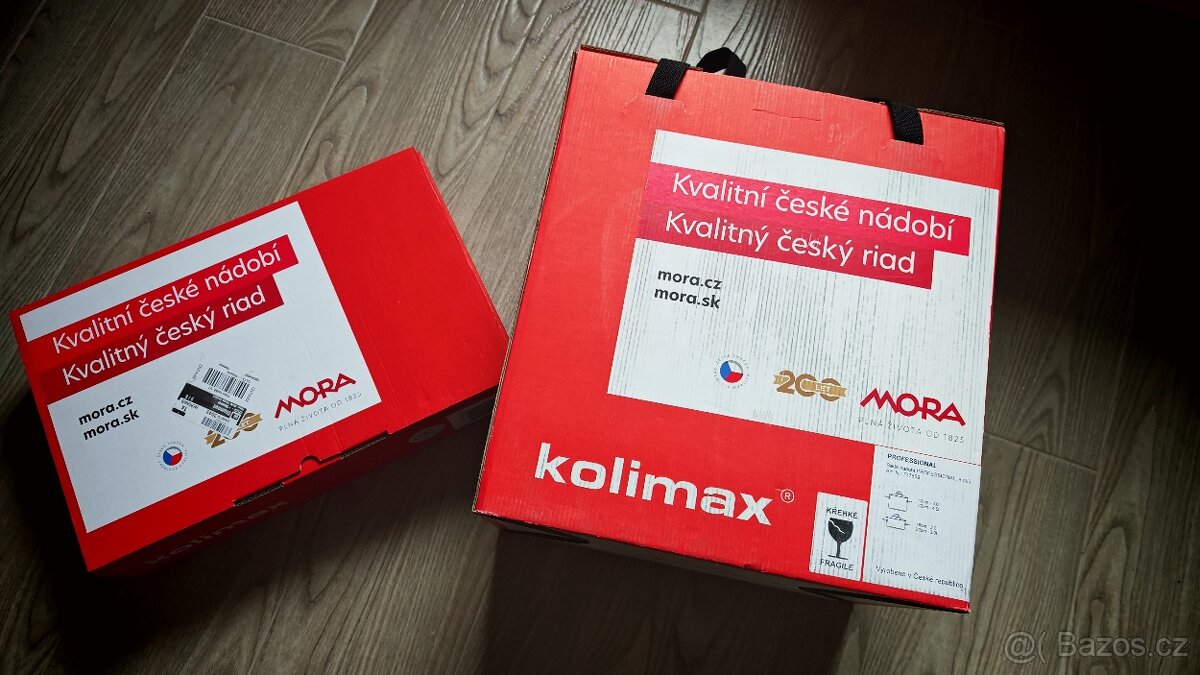 Kvalitní české nádobí
Kvalitný český riad
mora.cz
mora.sk
MORA
PLNÁ ŽIVOTA OD 1825
kolimax
Kvalitní české nádobí
Kvalitný český riad
mora.cz
mora.sk
200 LET
MORA
PLNÁ ŽIVOTA OD 1825
kolimax®
KŘEHKÉ
FRAGILE
PROFESSIONAL
Vyrobeno v České republice
@( Bazos.cz